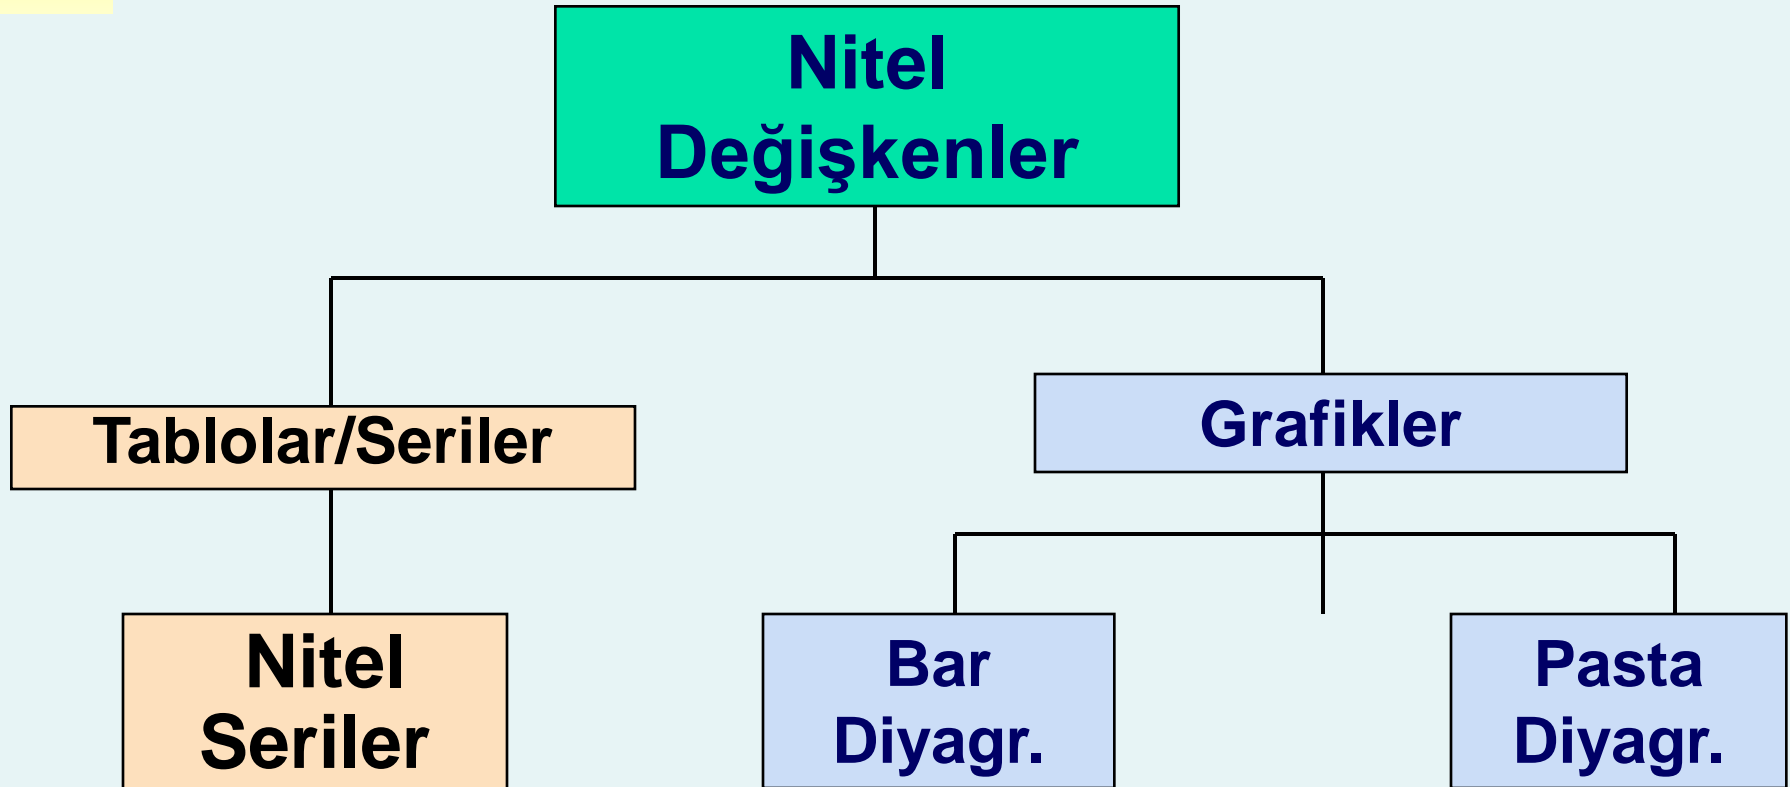 Nitel
Değişkenler
Tablolar/Seriler
Grafikler
Nitel
Seriler
Bar
Diyagr.
Pasta
Diyagr.